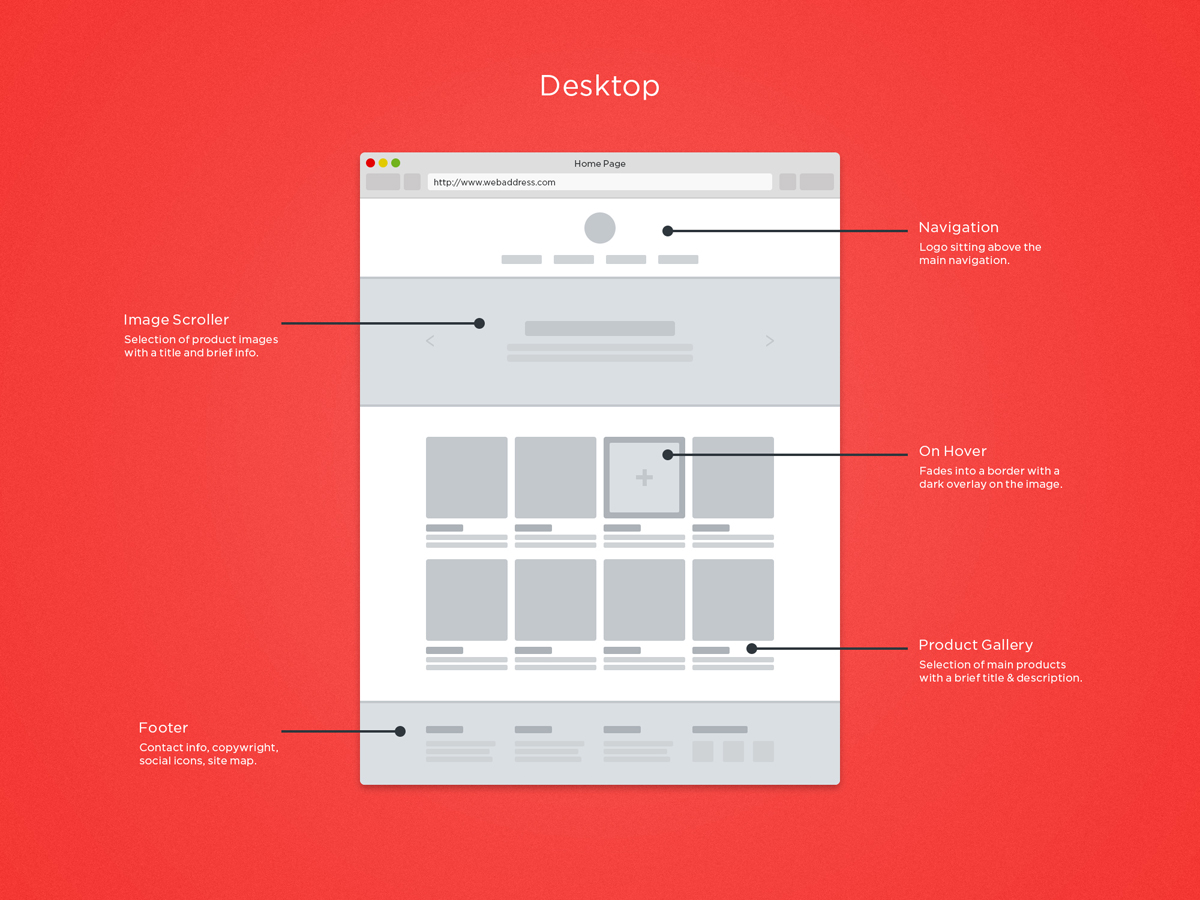 Desktop
Home Page
http://www.webaddress.com
Navigation
Logo sitting above the
main navigation.
Image Scroller
Selection of product images
with a title and brief info.
On Hover
Fades into a border with a
dark overlay on the image.
Product Gallery
Selection of main products
with a brief title & description.
Footer
Contact info, copywright,
social icons, site map.